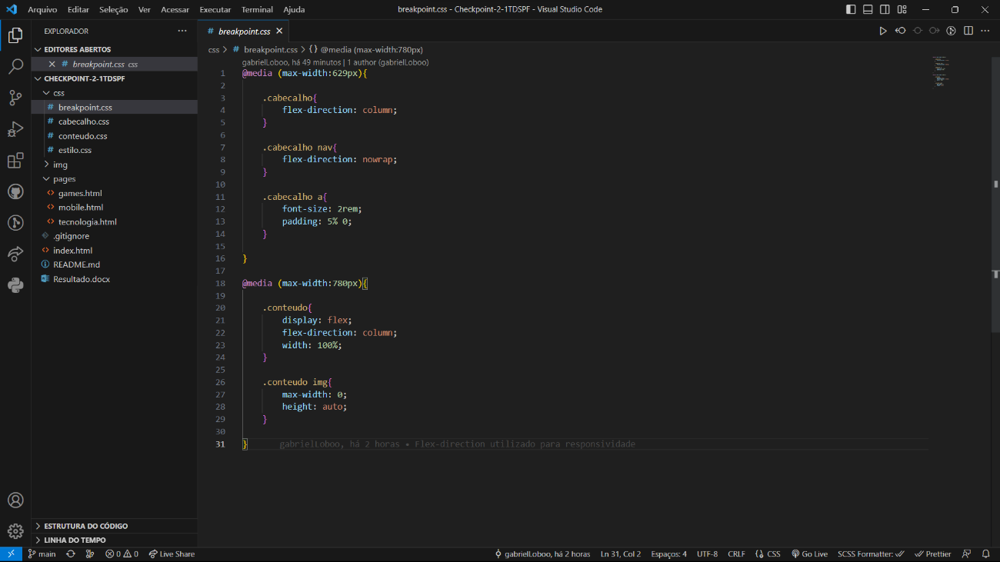 Arquivo Editar Seleção Ver Acessar Executar Terminal Ajuda
breakpoint.css - Checkpoint-2-1TDSPF - Visual Studio Code
EXPLORADOR
EDITORES ABERTOS
breakpoint.css css
CHECKPOINT-2-1TDSPF
css
breakpoint.css
cabecalho.css
conteudo.css
estilo.css
img
pages
games.html
mobile.html
tecnologia.html
.gitignore
index.html
README.md
Resultado.docx
ESTRUTURA DO CÓDIGO
LINHA DO TEMPO
# breakpoint.css
css > # breakpoint.css > {} @media (max-width:780px)
gabrielLoboo, há 49 minutos | 1 author (gabrielLoboo)
1 @media (max-width:629px){
2
3 .cabecalho{
4 flex-direction: column;
5 }
6
7 .cabecalho nav{
8 flex-direction: nowrap;
9 }
10
11 .cabecalho a{
12 font-size: 2rem;
13 padding: 5% 0;
14 }
15
16 }
17
18 @media (max-width:780px){
19
20 .conteudo{
21 display: flex;
22 flex-direction: column;
23 width: 100%;
24 }
25
26 .conteudo img{
27 max-width: 0;
28 height: auto;
29 }
30
31 } gabrielLoboo, há 2 horas • Flex-direction utilizado para responsividade
main 0 0 Live Share gabrielLoboo, há 2 horas Ln 31, Col 2 Espaços: 4 UTF-8 CRLF CSS Go Live SCSS Formatter: Prettier